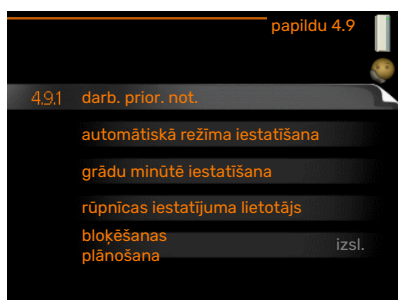 papildu 4.9
4.9.1 darb. prior. not.
automātiskā režīma iestatīšana
grādu minūtē iestatīšana
rūpnīcas iestatījuma lietotājs
bloķēšanas
plānošana izsl.